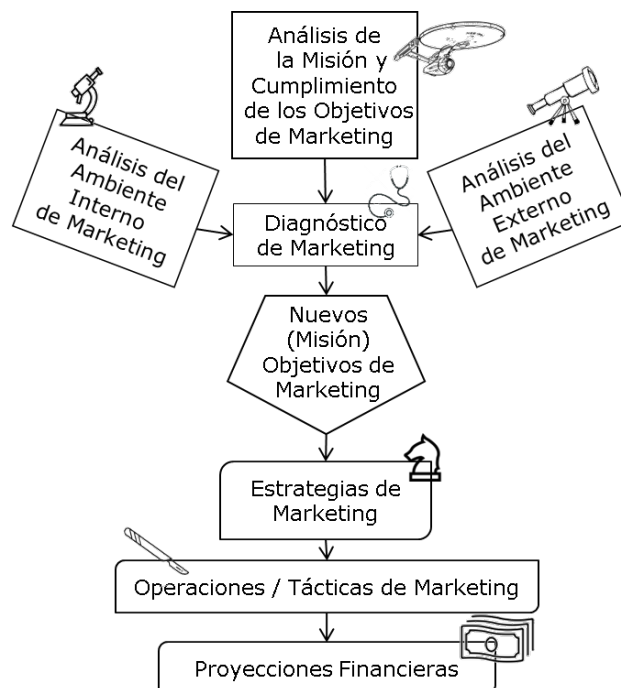 Análisis de
la Misión y
Cumplimiento
de los Objetivos
de Marketing
Análisis del
Ambiente
Interno
de Marketing
Análisis del
Ambiente
Externo
de Marketing
Diagnóstico
de Marketing
Nuevos
(Misión)
Objetivos de
Marketing
Estrategias de
Marketing
Operaciones / Tácticas de Marketing
Proyecciones Financieras